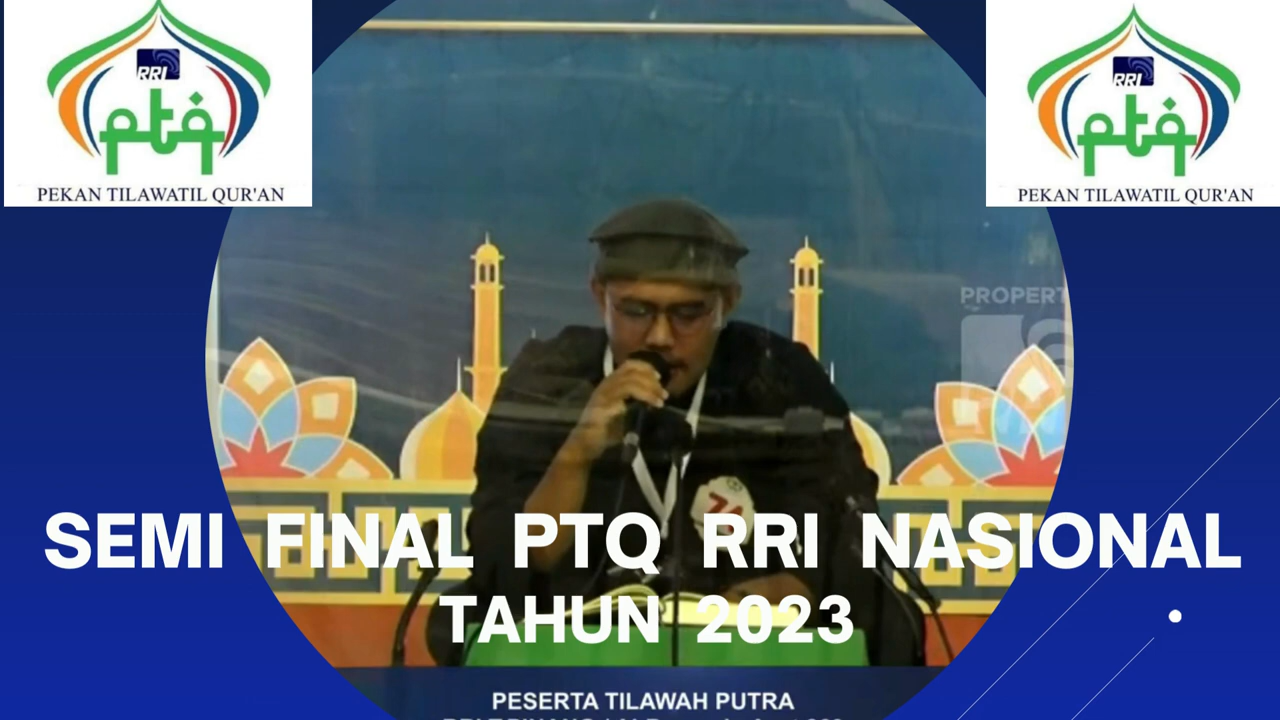 RRI
ptq
PEKAN TILAWATIL QUR'AN
RRI
ptq
PEKAN TILAWATIL QUR'AN
PROPERT
SEMI FINAL PTQ RRI NASIONAL
TAHUN 2023
PESERTA TILAWAH PUTRA